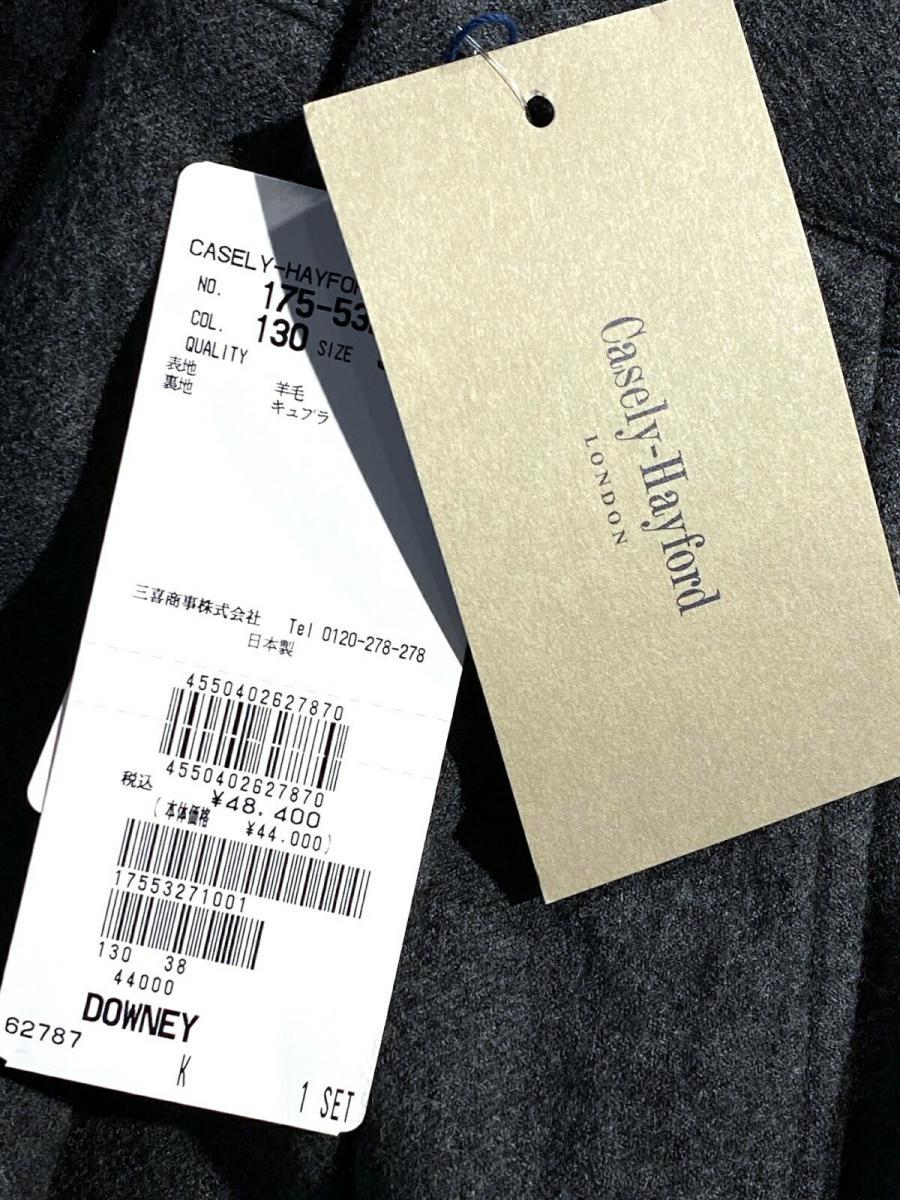 CASELY-HAYFOR
NO. 175-53
COL. 130 SIZE
QUALITY
表地 羊毛
裏地 キュプラ
三喜商事株式会社 Tel 0120-278-278
日本製
4550402627870
4550402627870
税込 ¥48.400
(本体価格 ¥44.000)
17553271001
130 38
44000
DOWNEY
62787
K
1 SET
Casely-Hayford
LONDON